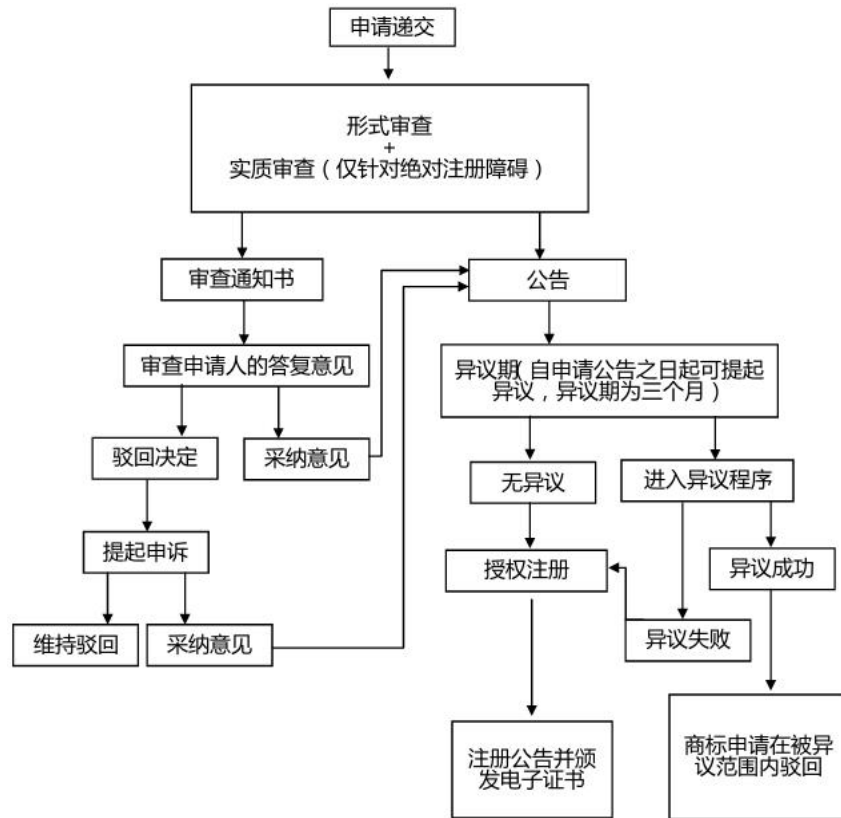 申请递交
形式审查
+
实质审查（仅针对绝对注册障碍）
审查通知书
公告
审查申请人的答复意见
异议期（自申请公告之日起可提起
异议，异议期为三个月）
驳回决定
采纳意见
无异议
进入异议程序
提起申诉
授权注册
异议成功
维持驳回
采纳意见
异议失败
注册公告并颁
发电子证书
商标申请在被异
议范围内驳回